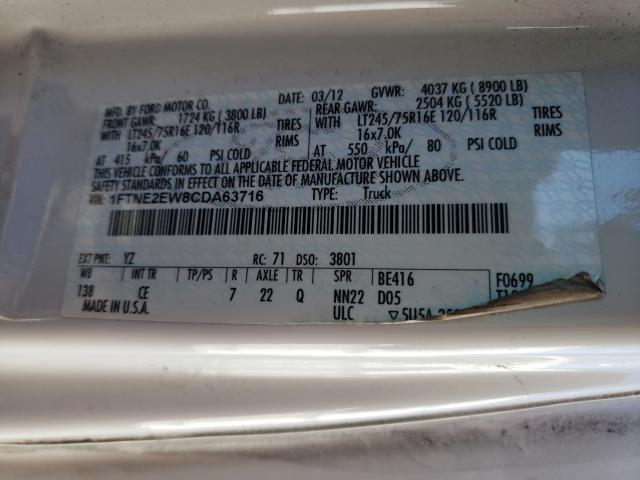 MFD. BY FORD MOTOR CO.
DATE: 03/12 GVWR: 4037 KG ( 8900 LB)
FRONT GAWR: 1724 KG ( 3800 LB) REAR GAWR: 2504 KG ( 5520 LB)
WITH LT245/75R16E 120/116R TIRES WITH LT245/75R16E 120/116R TIRES
16x7.0K RIMS 16x7.0K RIMS
AT 415 kPa/ 60 PSI COLD AT 550 kPa/ 80 PSI COLD
THIS VEHICLE CONFORMS TO ALL APPLICABLE FEDERAL MOTOR VEHICLE
SAFETY STANDARDS IN EFFECT ON THE DATE OF MANUFACTURE SHOWN ABOVE.
VIN: 1FTNE2EW8CDA63716 TYPE: Truck
EXT PNT: YZ RC: 71 DSO: 3801
WB INT TR TP/PS R AXLE TR SPR BE416 F0699
138 CE 7 22 Q NN22 D05
MADE IN U.S.A. ULC